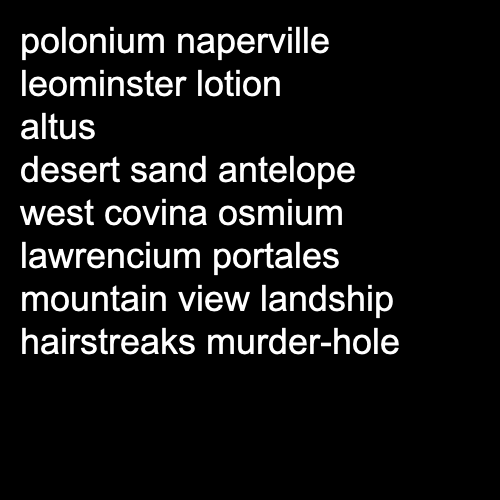 polonium naperville
leominster lotion
altus
desert sand antelope
west covina osmium
lawrencium portales
mountain view landship
hairstreaks murder-hole